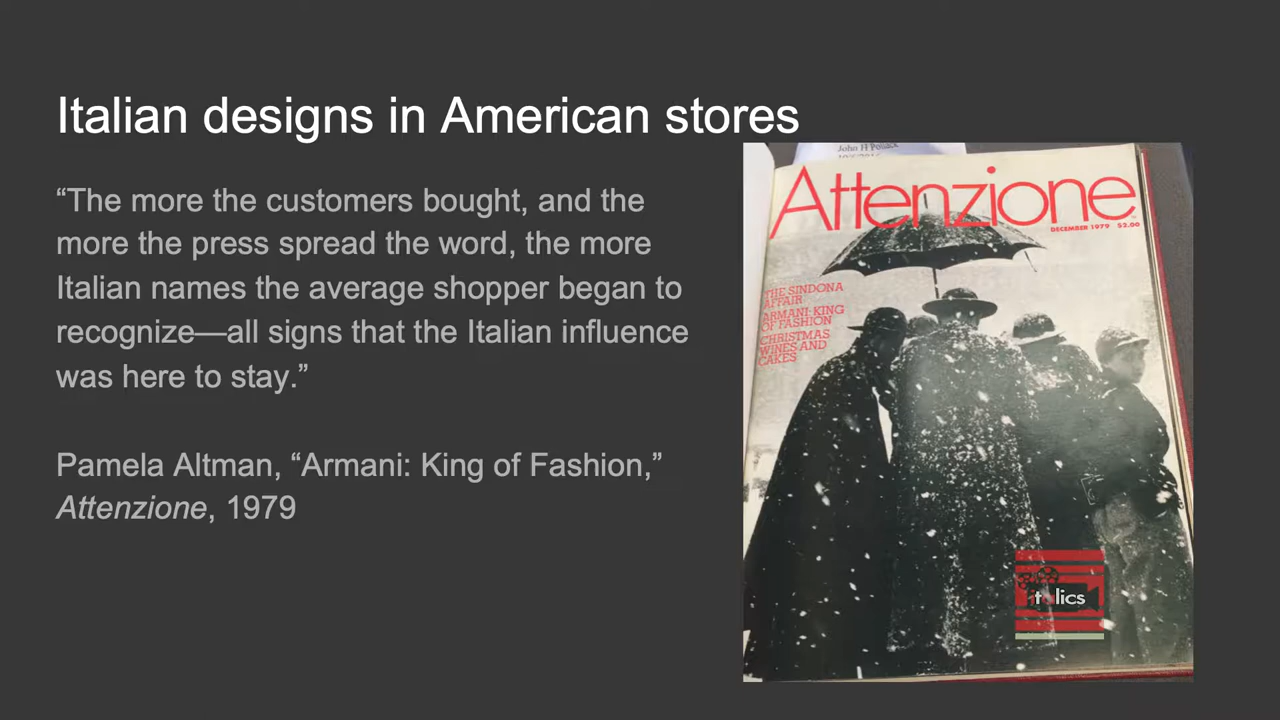 Italian designs in American stores
“The more the customers bought, and the
more the press spread the word, the more
Italian names the average shopper began to
recognize—all signs that the Italian influence
was here to stay.”
Pamela Altman, “Armani: King of Fashion,”
Attenzione, 1979
John H Pollack
Attenzione
DECEMBER 1979 $2.00
THE SINDONA
AFFAIR
ARMANI: KING
OF FASHION
CHRISTMAS
WINES AND
CAKES
italics